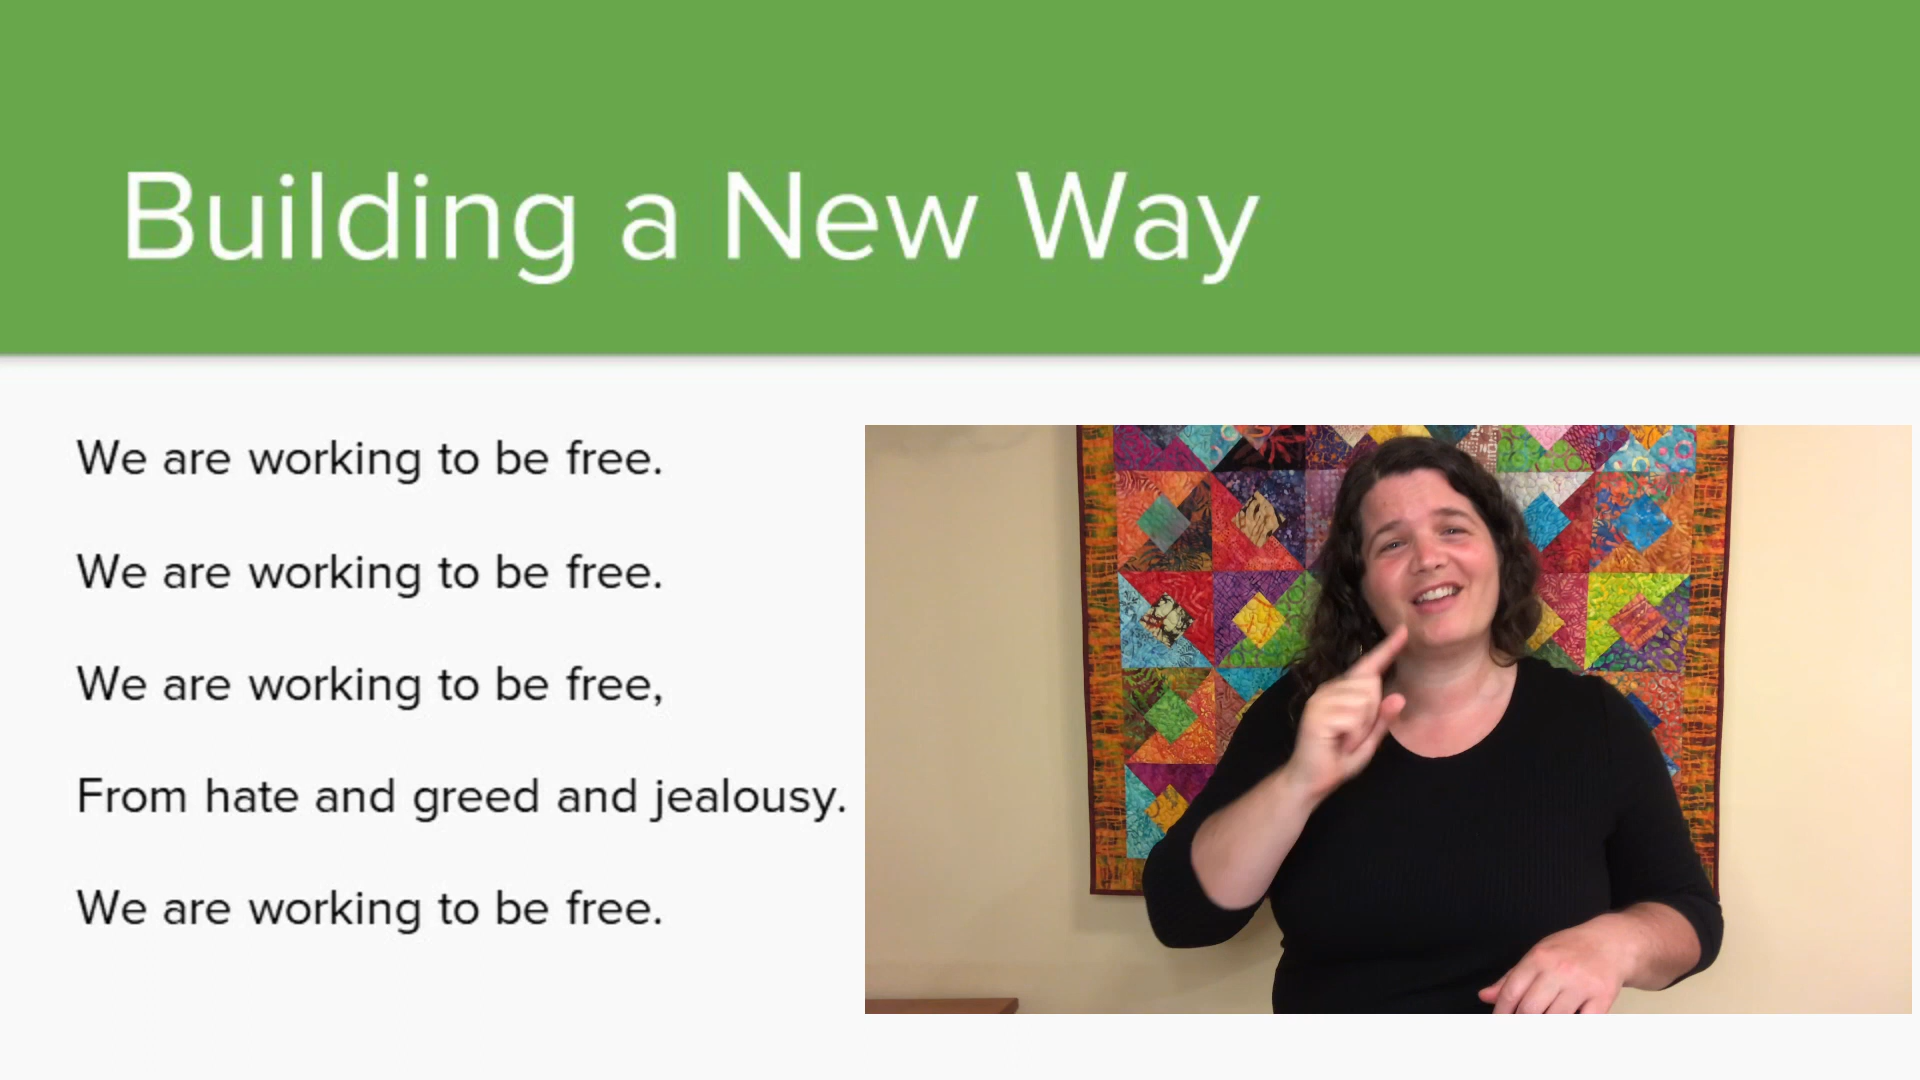 Building a New Way
We are working to be free.
We are working to be free.
We are working to be free,
From hate and greed and jealousy.
We are working to be free.